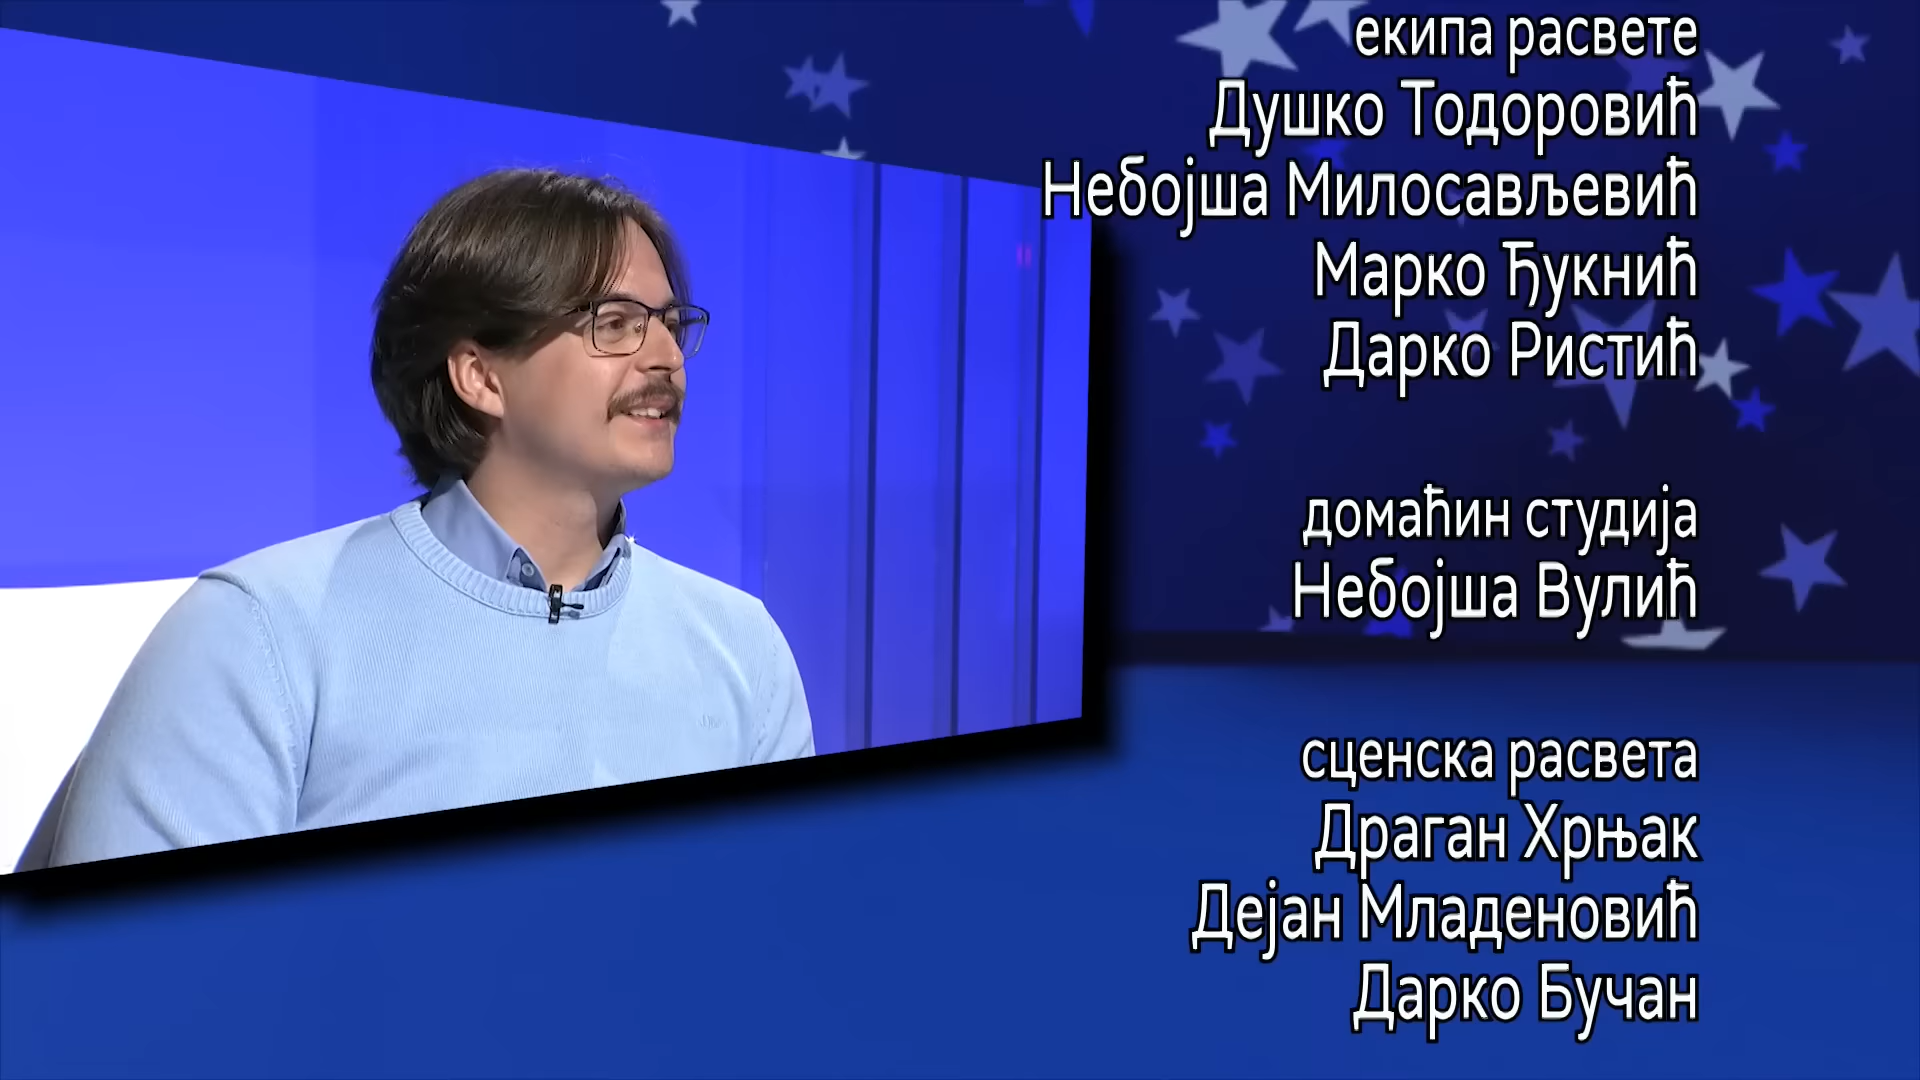 екипа расвете
Душко Тодоровић
Небојша Милосављевић
Марко Ђукнић
Дарко Ристић
домаћин студија
Небојша Вулић
сценска расвета
Драган Хрњак
Дејан Младеновић
Дарко Бучан